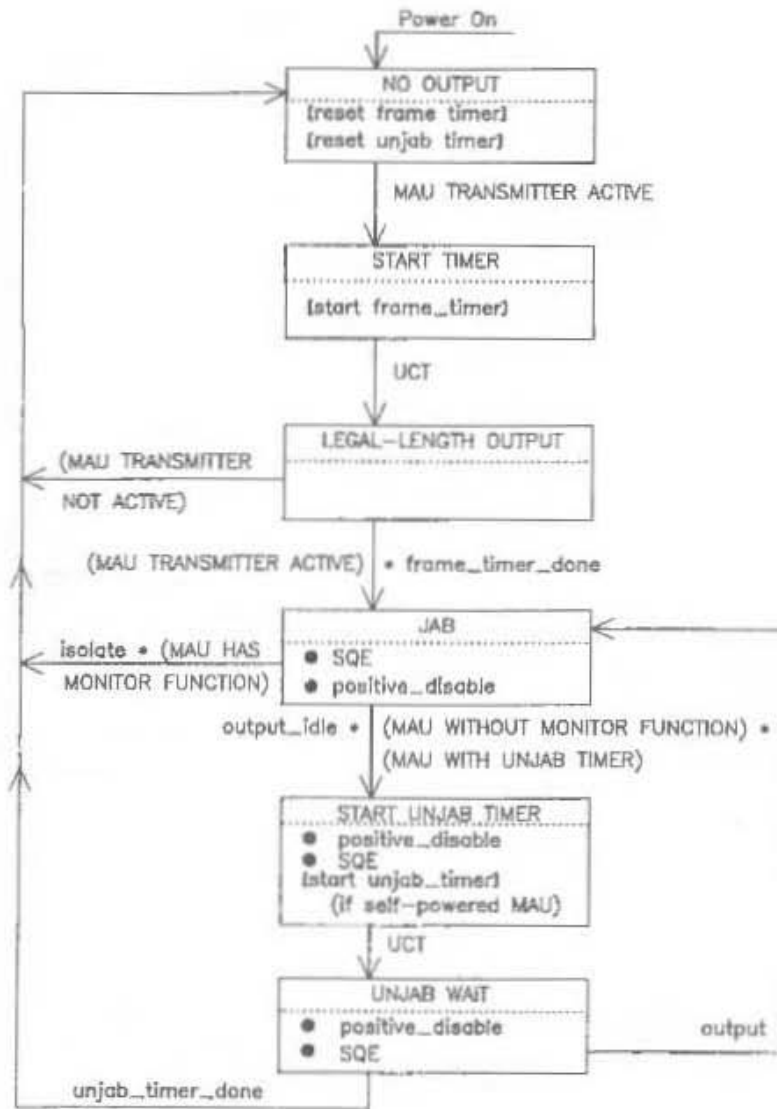 Power On
NO OUTPUT
[reset frame timer]
[reset unjab timer]
MAU TRANSMITTER ACTIVE
START TIMER
[start frame_timer]
UCT
LEGAL-LENGTH OUTPUT
(MAU TRANSMITTER
NOT ACTIVE)
(MAU TRANSMITTER ACTIVE) * frame_timer_done
JAB
isolate * (MAU HAS
MONITOR FUNCTION)
● SQE
● positive_disable
output_idle * (MAU WITHOUT MONITOR FUNCTION) *
(MAU WITH UNJAB TIMER)
START UNJAB TIMER
● positive_disable
● SQE
[start unjab_timer]
(if self-powered MAU)
UCT
UNJAB WAIT
● positive_disable
● SQE
output
unjab_timer_done